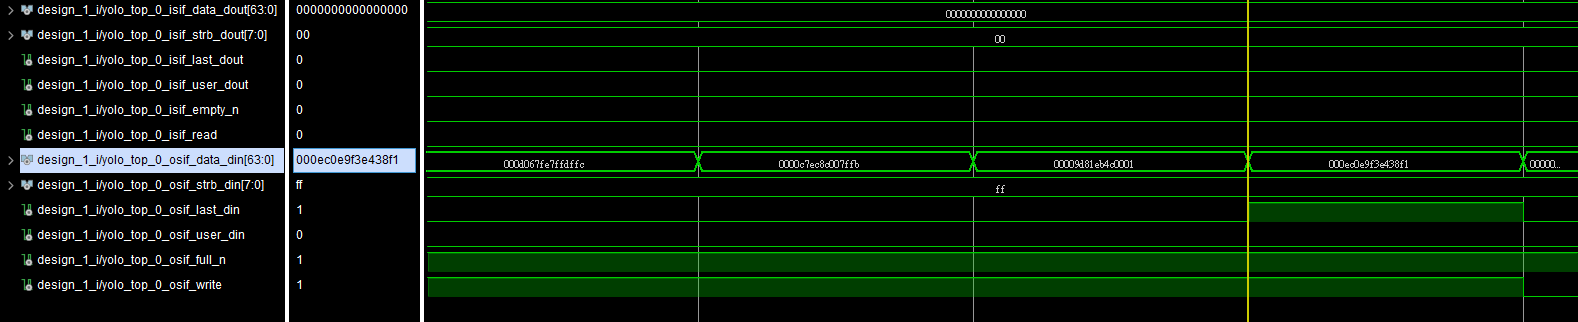 design_1_i/yolo_top_0_isif_data_dout[63:0] 0000000000000000 0000000000000000
design_1_i/yolo_top_0_isif_strb_dout[7:0] 00 00
design_1_i/yolo_top_0_isif_last_dout 0
design_1_i/yolo_top_0_isif_user_dout 0
design_1_i/yolo_top_0_isif_empty_n 0
design_1_i/yolo_top_0_isif_read 0
design_1_i/yolo_top_0_osif_data_din[63:0] 000ec0e9f3e438f1 000d067fe7ffdffc 0000c7ec8c007ffb 00009d81eb4c0001 000ec0e9f3e438f1 00000...
design_1_i/yolo_top_0_osif_strb_din[7:0] ff ff
design_1_i/yolo_top_0_osif_last_din 1
design_1_i/yolo_top_0_osif_user_din 0
design_1_i/yolo_top_0_osif_full_n 1
design_1_i/yolo_top_0_osif_write 1